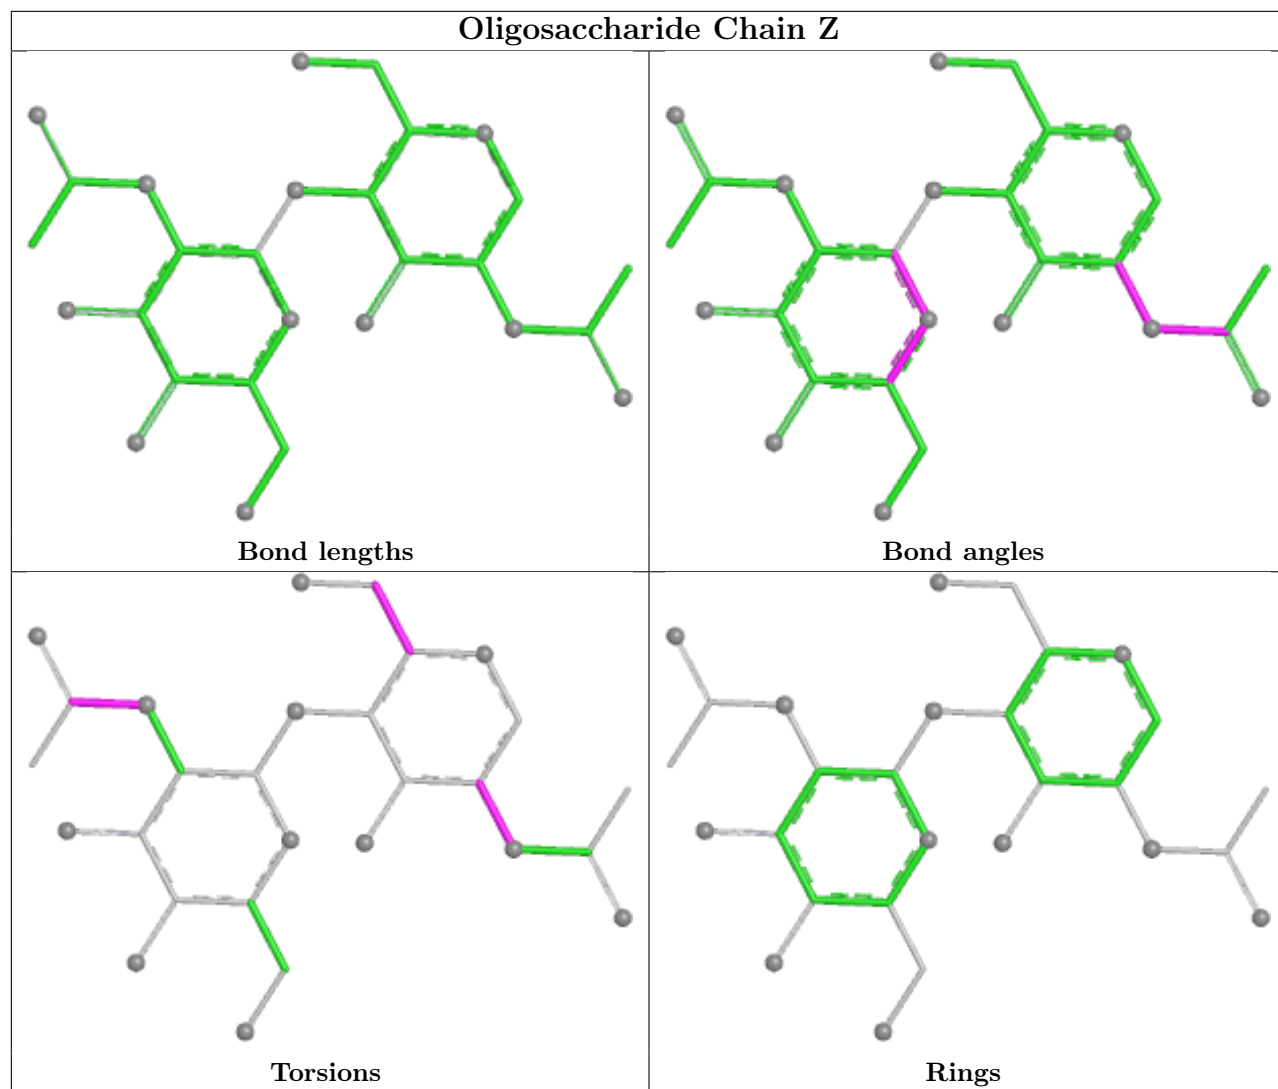 Oligosaccharide Chain Z
Bond lengths
Bond angles
Torsions
Rings